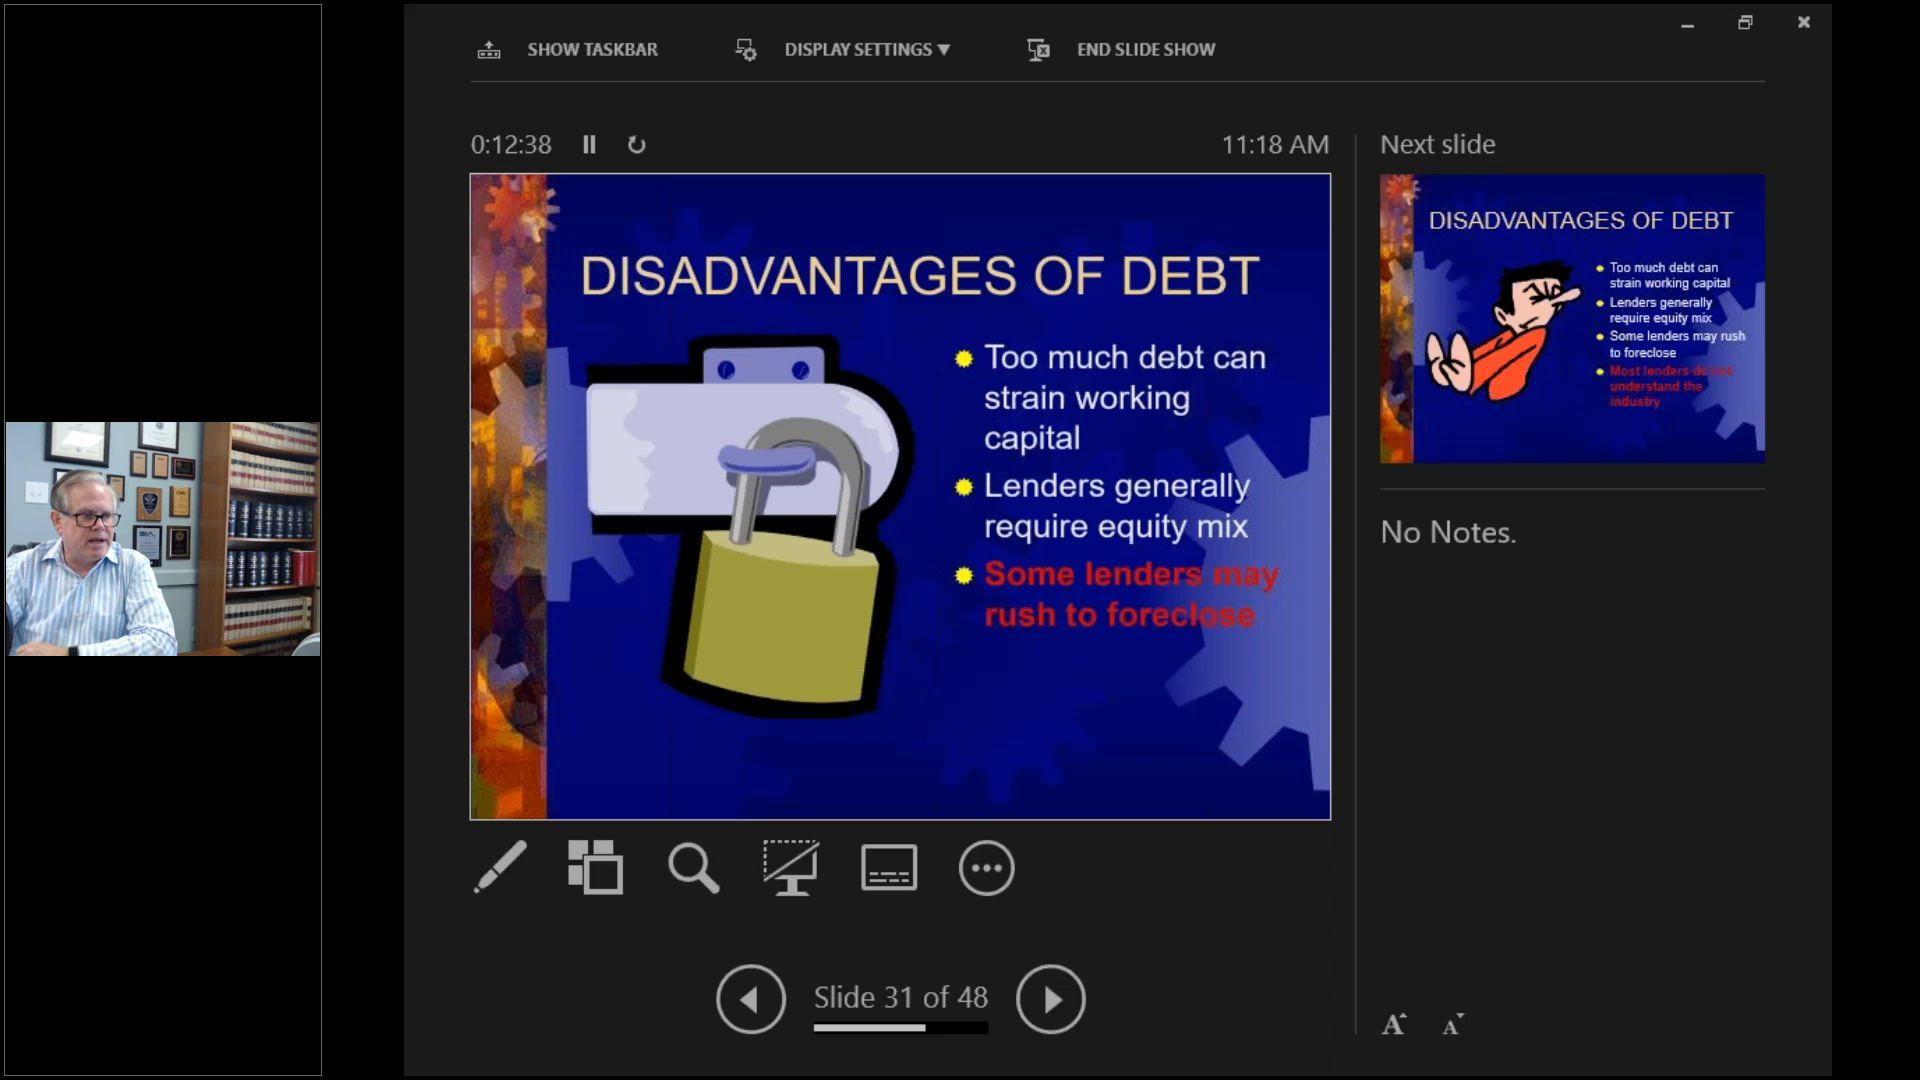 SHOW TASKBAR
DISPLAY SETTINGS ▼
END SLIDE SHOW
0:12:38
11:18 AM
DISADVANTAGES OF DEBT
Too much debt can
strain working
capital
Lenders generally
require equity mix
Some lenders may
rush to foreclose
Slide 31 of 48
Next slide
DISADVANTAGES OF DEBT
Too much debt can
strain working capital
Lenders generally
require equity mix
Some lenders may rush
to foreclose
Most lenders do not
understand the
industry
No Notes.
A
A